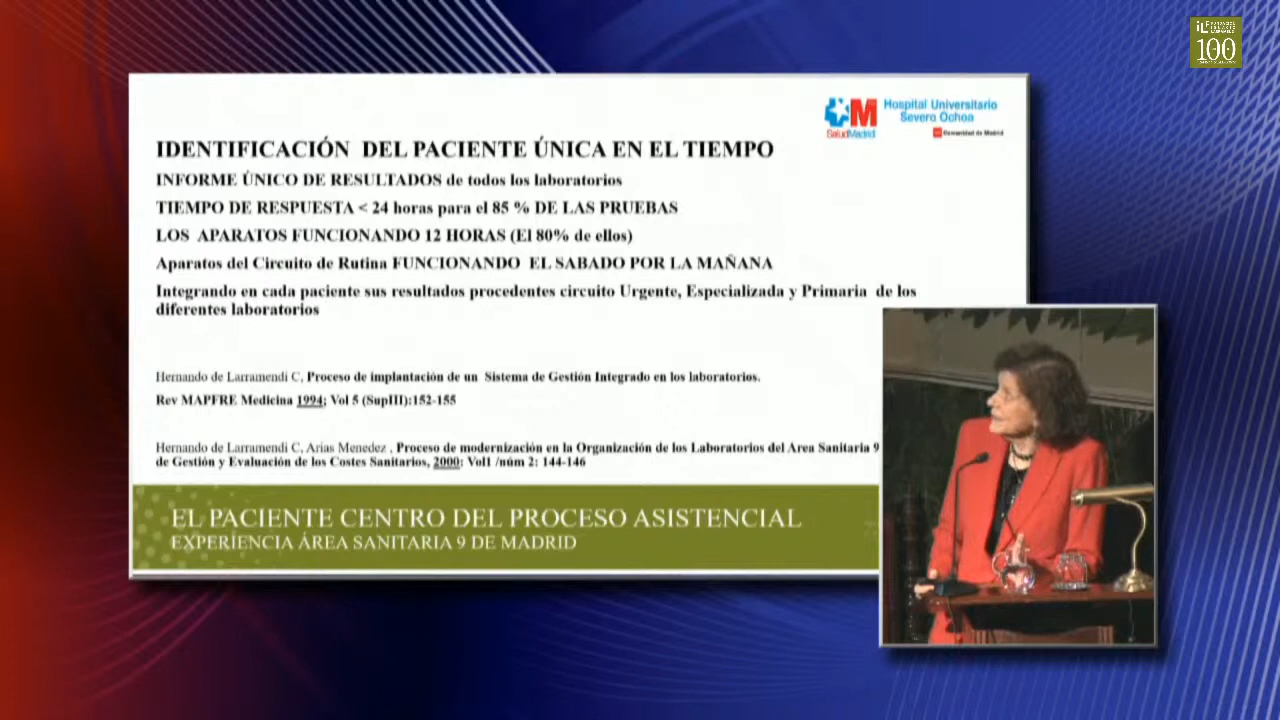 100
Hospital Universitario
Severo Ochoa
SaludMadrid
Comunidad de Madrid
IDENTIFICACIÓN DEL PACIENTE ÚNICA EN EL TIEMPO
INFORME ÚNICO DE RESULTADOS de todos los laboratorios
TIEMPO DE RESPUESTA < 24 horas para el 85 % DE LAS PRUEBAS
LOS APARATOS FUNCIONANDO 12 HORAS (El 80% de ellos)
Aparatos del Circuito de Rutina FUNCIONANDO EL SABADO POR LA MAÑANA
Integrando en cada paciente sus resultados procedentes circuito Urgente, Especializada y Primaria de los
diferentes laboratorios
Hernando de Larramendi C, Proceso de implantación de un Sistema de Gestión Integrado en los laboratorios.
Rev MAPFRE Medicina 1994; Vol 5 (SupIII):152-155
Hernando de Larramendi C, Arias Menedez , Proceso de modernización en la Organización de los Laboratorios del Area Sanitaria 9
de Gestión y Evaluación de los Costes Sanitarios, 2000: Vol1 /núm 2: 144-146
EL PACIENTE CENTRO DEL PROCESO ASISTENCIAL
EXPERIENCIA ÁREA SANITARIA 9 DE MADRID